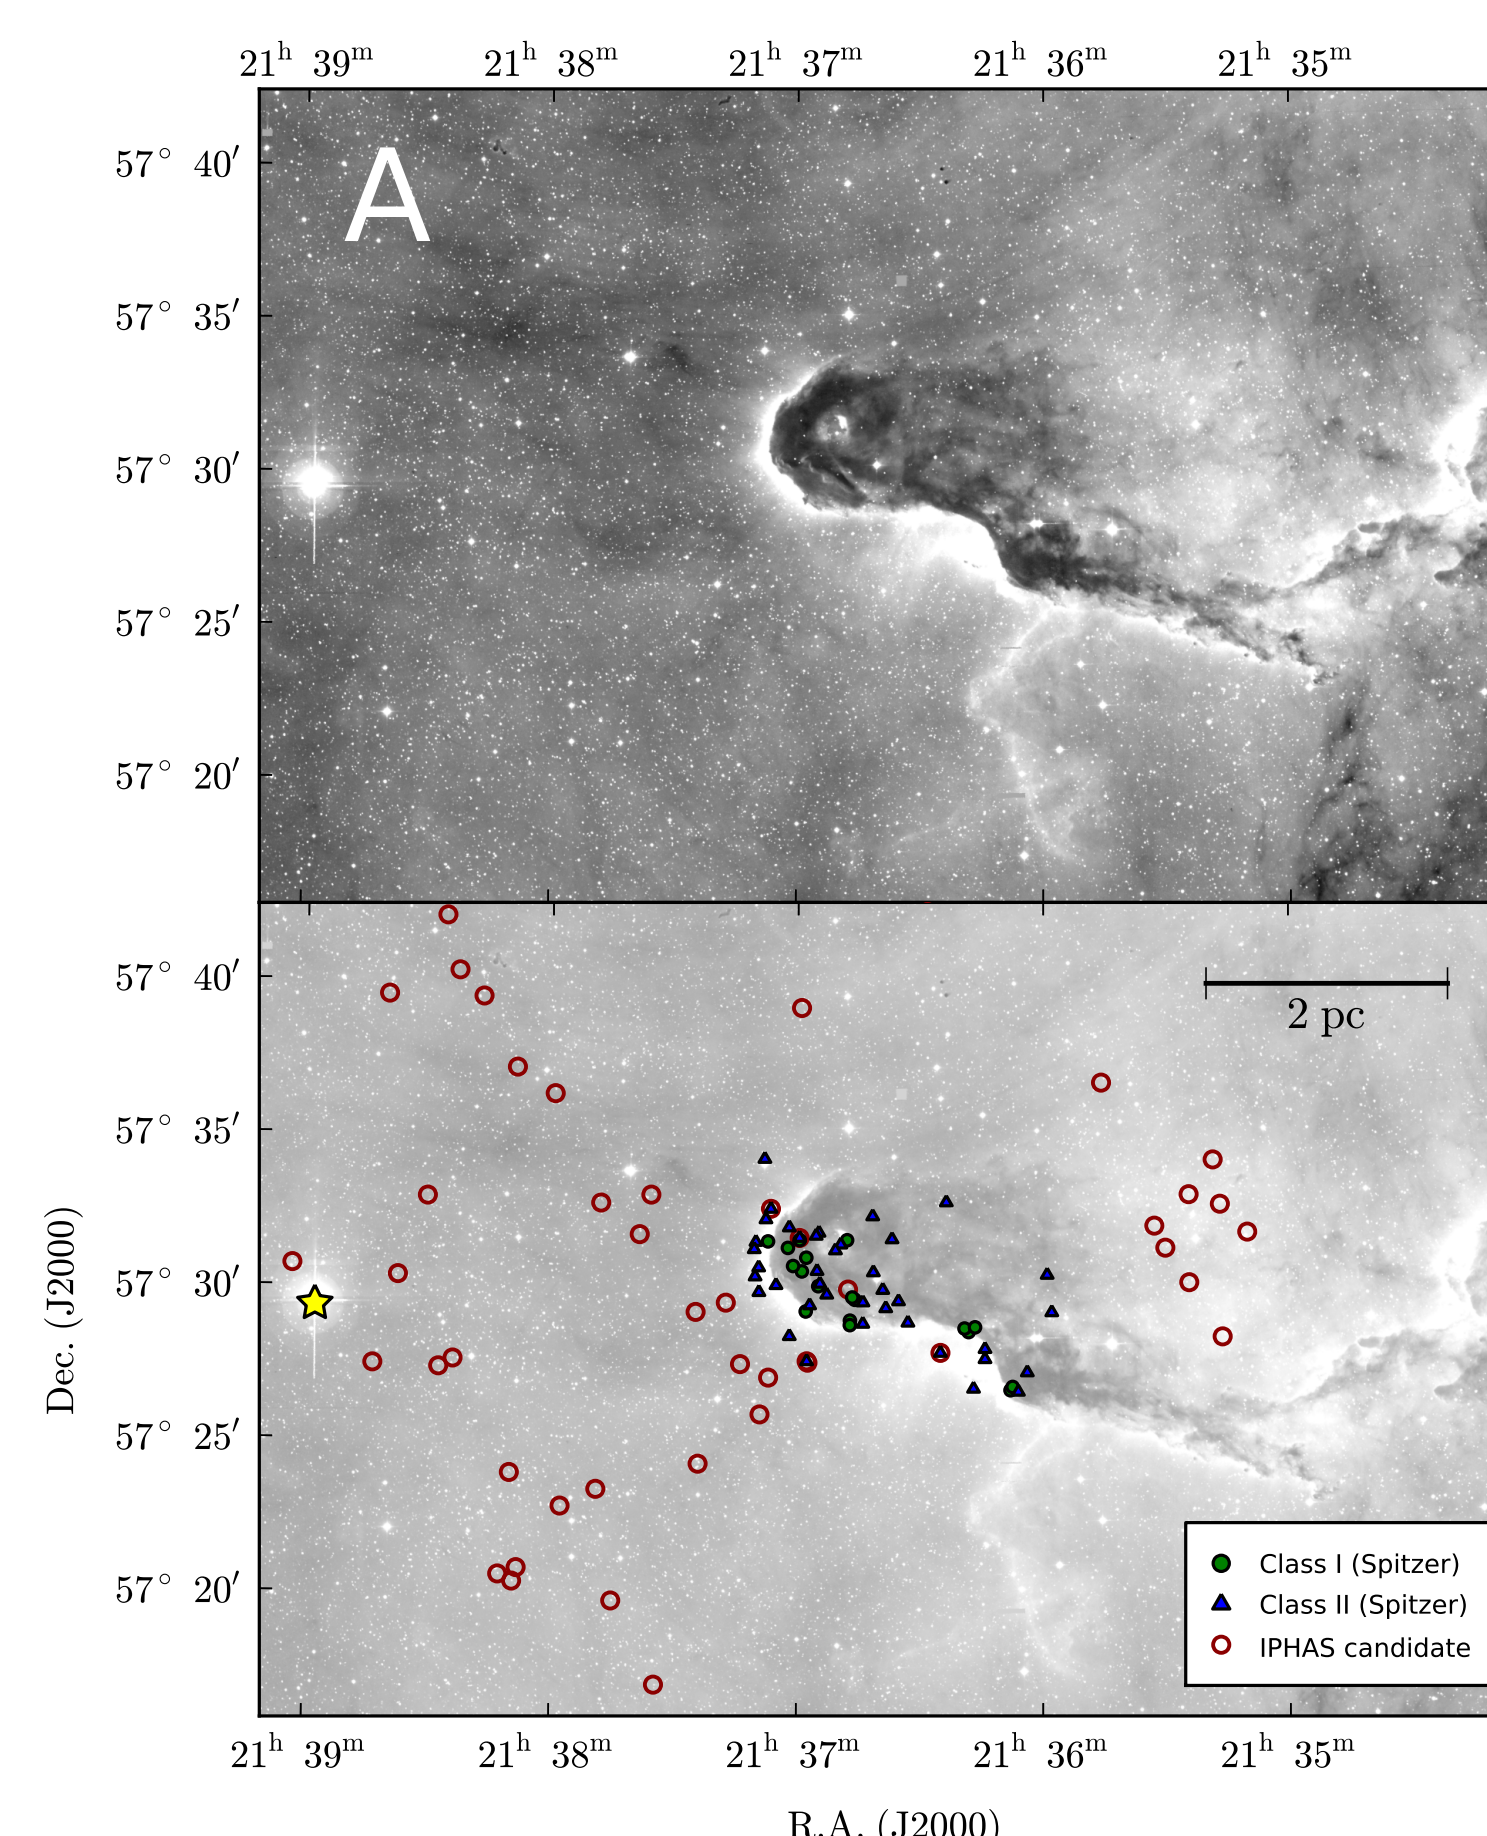 21h 39m 21h 38m 21h 37m 21h 36m 21h 35m
A
57° 40′
57° 35′
57° 30′
57° 25′
57° 20′
57° 40′
2 pc
57° 35′
57° 30′
57° 25′
57° 20′
Dec. (J2000)
Class I (Spitzer)
Class II (Spitzer)
IPHAS candidate
21h 39m 21h 38m 21h 37m 21h 36m 21h 35m
R.A. (J2000)